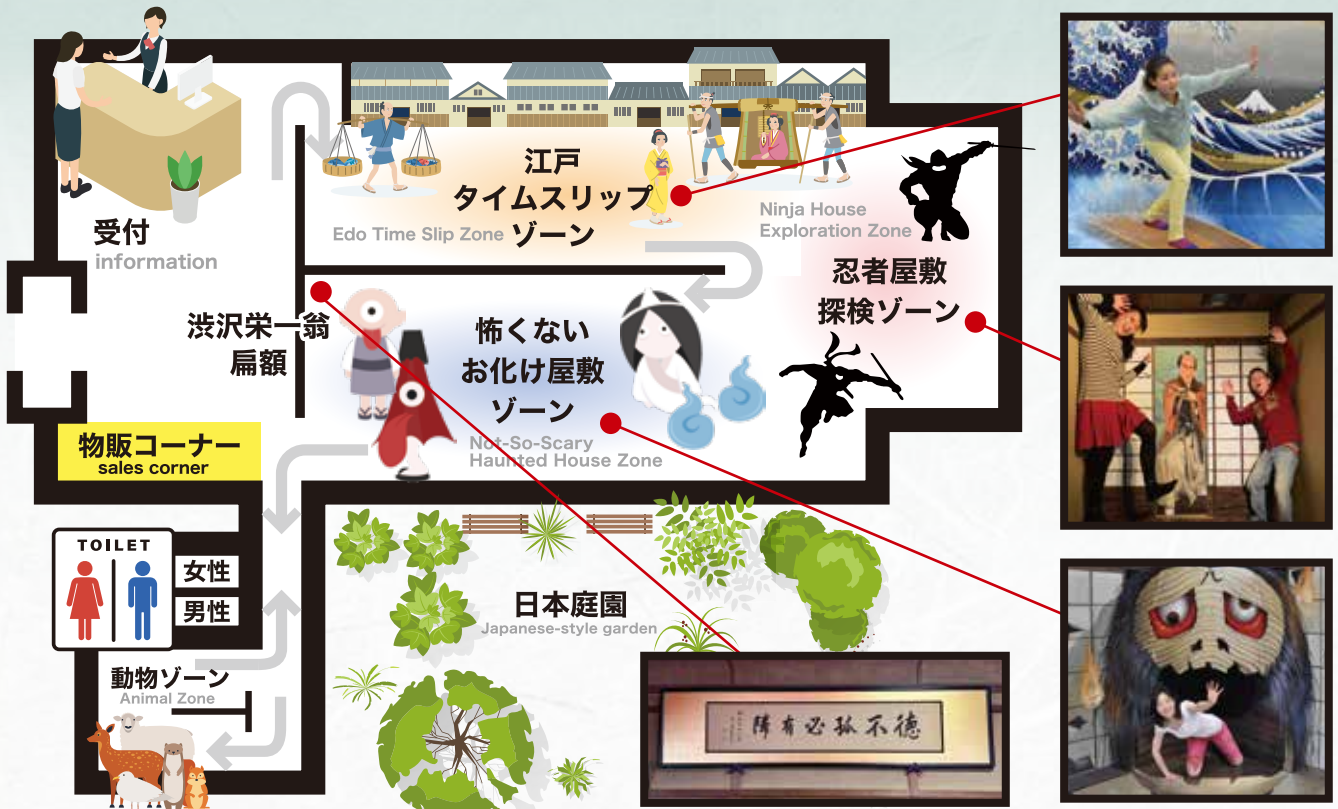 受付
information
江戸
タイムスリップ
ゾーン
Edo Time Slip Zone
Ninja House
Exploration Zone
忍者屋敷
探検ゾーン
渋沢栄一翁
扁額
怖くない
お化け屋敷
ゾーン
Not-So-Scary
Haunted House Zone
物販コーナー
sales corner
TOILET
女性
男性
動物ゾーン
Animal Zone
日本庭園
Japanese-style garden
德不孤必有隣